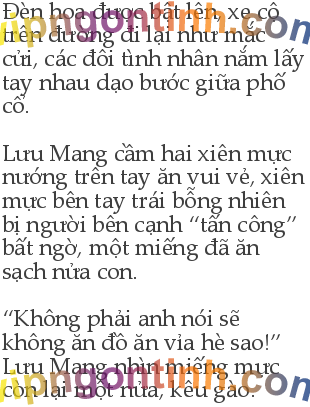 Đèn hoa được bật lên, xe cộ
trên đường đi lại như mắc
cửi, các đôi tình nhân nắm lấy
tay nhau dạo bước giữa phố
cổ.
Lưu Mang cầm hai xiên mực
nướng trên tay ăn vui vẻ, xiên
mực bên tay trái bỗng nhiên
bị người bên cạnh “tấn công”
bất ngờ, một miếng đã ăn
sạch nửa con.
“Không phải anh nói sẽ
không ăn đồ ăn vỉa hè sao!”
Lưu Mang nhìn miếng mực
còn lại một nửa, kêu gào.
vipngontinh.com
vipngontinh.com